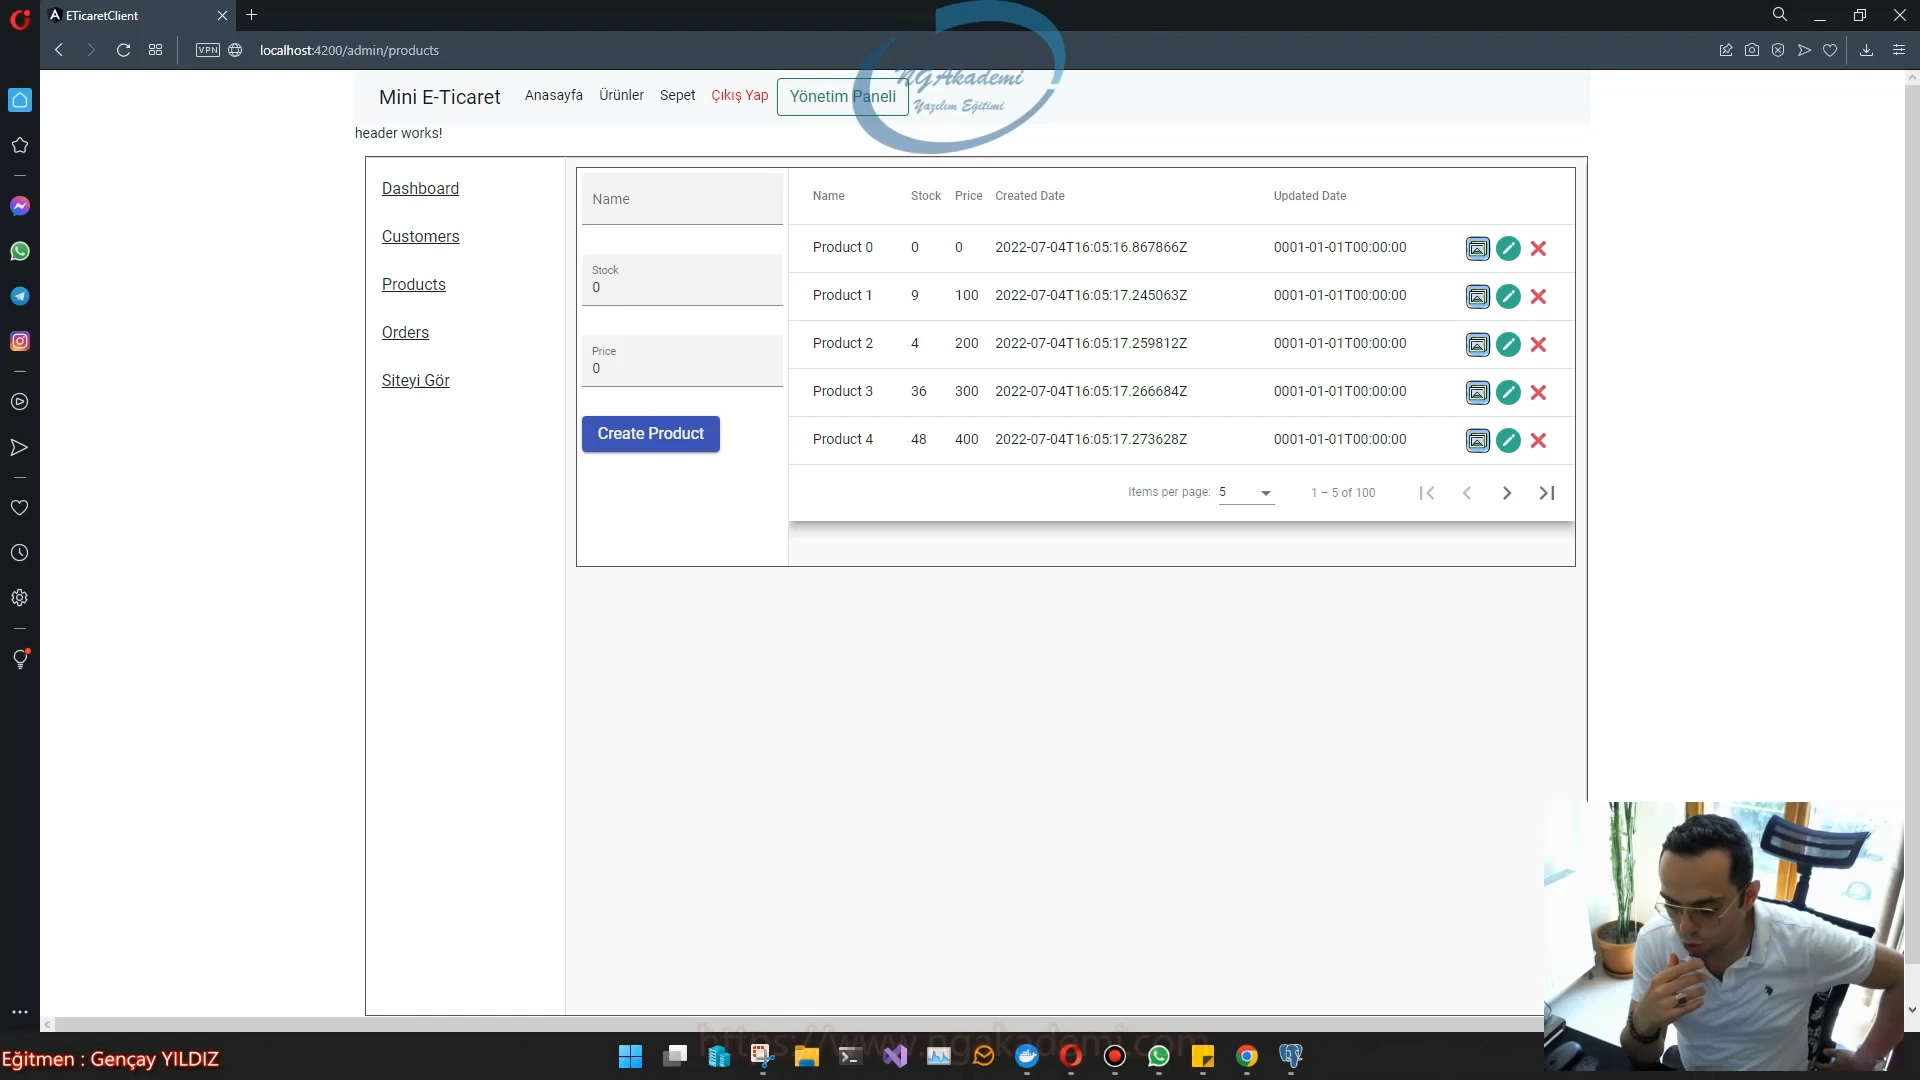 ETicaretClient
VPN
localhost:4200/admin/products
NGAkademi
Yazılım Eğitimi
Mini E-Ticaret Anasayfa Ürünler Sepet Çıkış Yap Yönetim Paneli
header works!
Dashboard
Customers
Products
Orders
Siteyi Gör
Name
Stock
0
Price
0
Create Product
Name Stock Price Created Date Updated Date
Product 0 0 0 2022-07-04T16:05:16.867866Z 0001-01-01T00:00:00
Product 1 9 100 2022-07-04T16:05:17.245063Z 0001-01-01T00:00:00
Product 2 4 200 2022-07-04T16:05:17.259812Z 0001-01-01T00:00:00
Product 3 36 300 2022-07-04T16:05:17.266684Z 0001-01-01T00:00:00
Product 4 48 400 2022-07-04T16:05:17.273628Z 0001-01-01T00:00:00
Items per page: 5 1 – 5 of 100
https://www.ngakademi.com
Eğitmen : Gençay YILDIZ